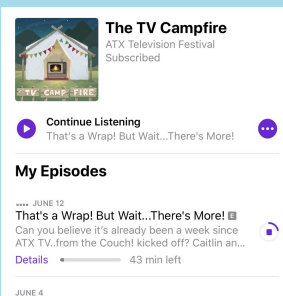 The TV Campfire
ATX Television Festival
Subscribed
TV CAMP FIRE
Continue Listening
That's a Wrap! But Wait...There's More!
My Episodes
JUNE 12
That's a Wrap! But Wait...There's More! E
Can you believe it's already been a week since
ATX TV..from the Couch! kicked off? Caitlin an...
Details 43 min left
JUNE 4